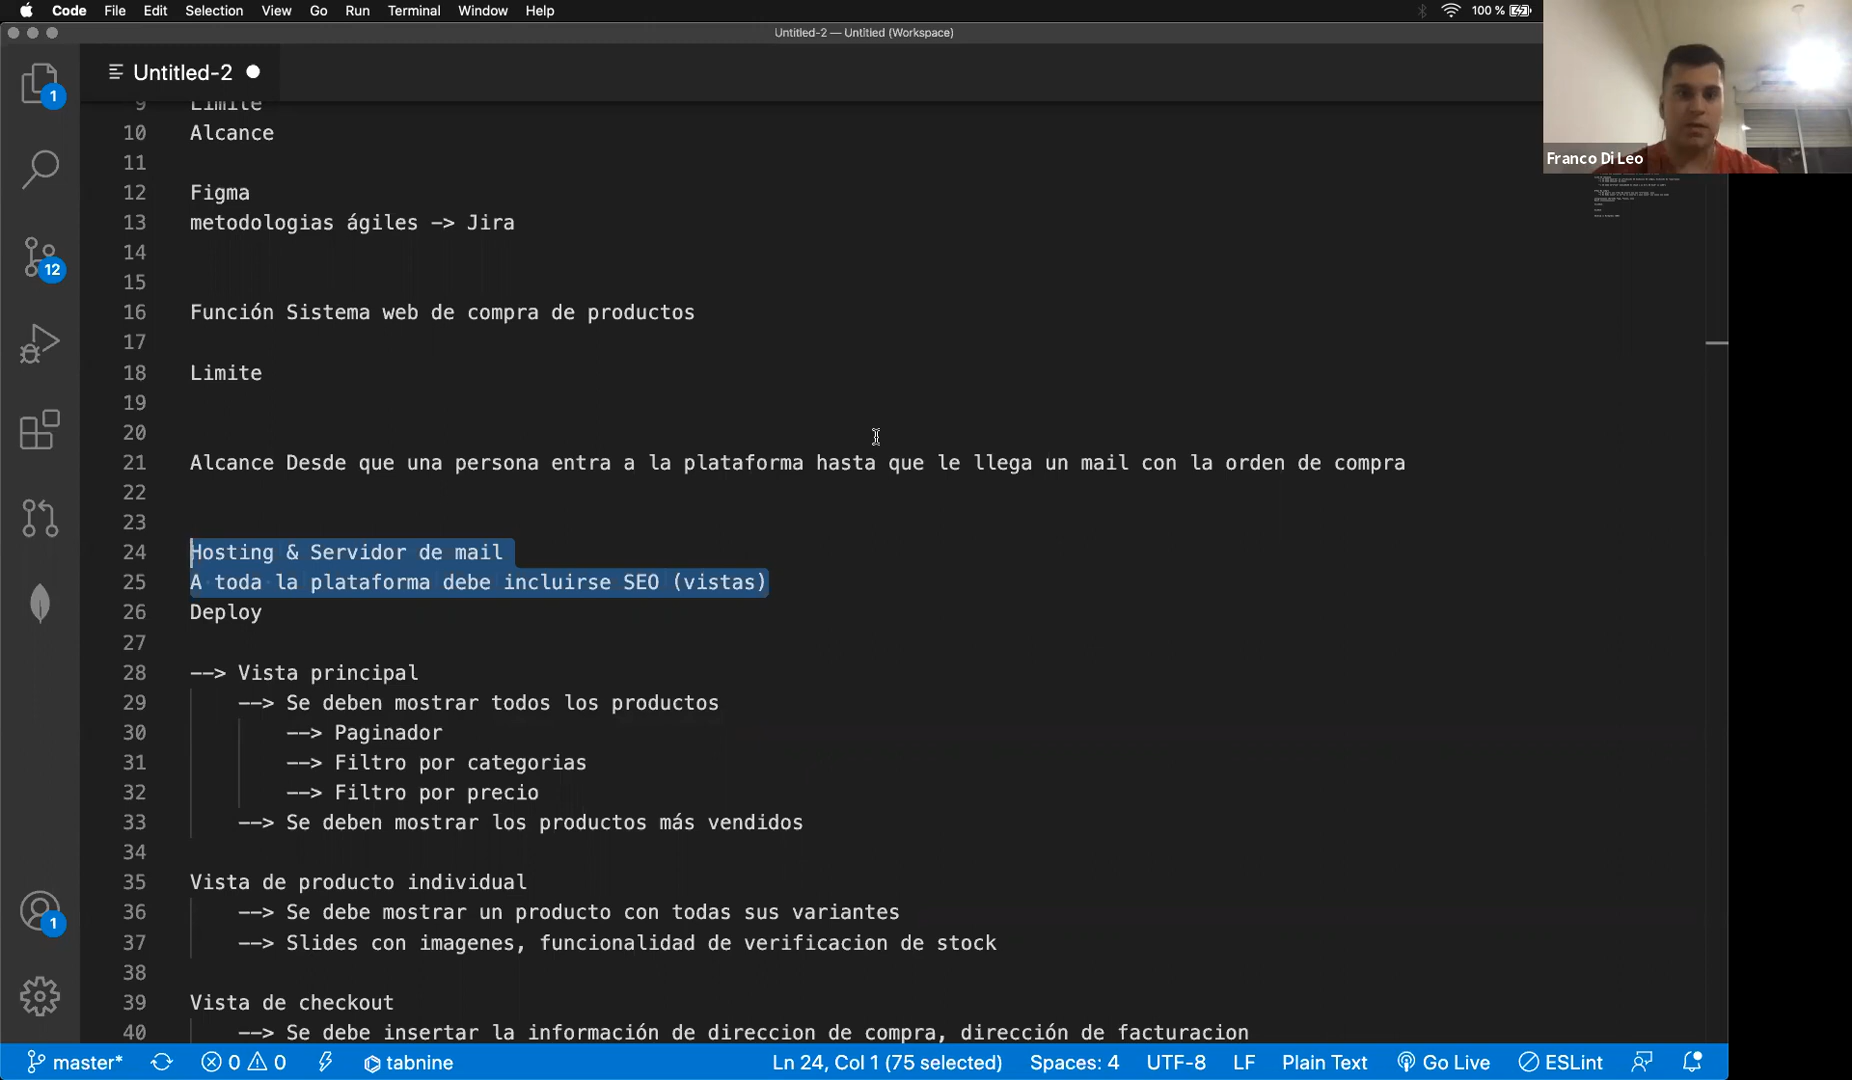 Code File Edit Selection View Go Run Terminal Window Help 100 %
Untitled-2 — Untitled (Workspace)
Untitled-2
Franco Di Leo
1
12
1
9 Limite
10 Alcance
11
12 Figma
13 metodologias ágiles —> Jira
14
15
16 Función Sistema web de compra de productos
17
18 Limite
19
20
21 Alcance Desde que una persona entra a la plataforma hasta que le llega un mail con la orden de compra
22
23
24 Hosting & Servidor de mail
25 A toda la plataforma debe incluirse SEO (vistas)
26 Deploy
27
28 ——> Vista principal
29 ——> Se deben mostrar todos los productos
30 ——> Paginador
31 ——> Filtro por categorias
32 ——> Filtro por precio
33 ——> Se deben mostrar los productos más vendidos
34
35 Vista de producto individual
36 ——> Se debe mostrar un producto con todas sus variantes
37 ——> Slides con imagenes, funcionalidad de verificacion de stock
38
39 Vista de checkout
40 ——> Se debe insertar la información de direccion de compra, dirección de facturacion
master* 0 0 tabnine Ln 24, Col 1 (75 selected) Spaces: 4 UTF-8 LF Plain Text Go Live ESLint